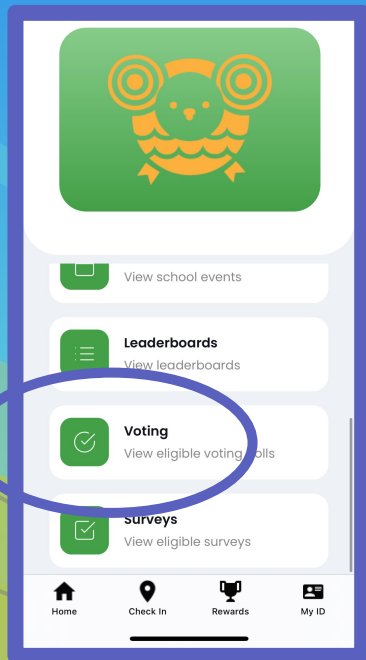 View school events
Leaderboards
View leaderboards
Voting
View eligible voting polls
Surveys
View eligible surveys
Home
Check In
Rewards
My ID